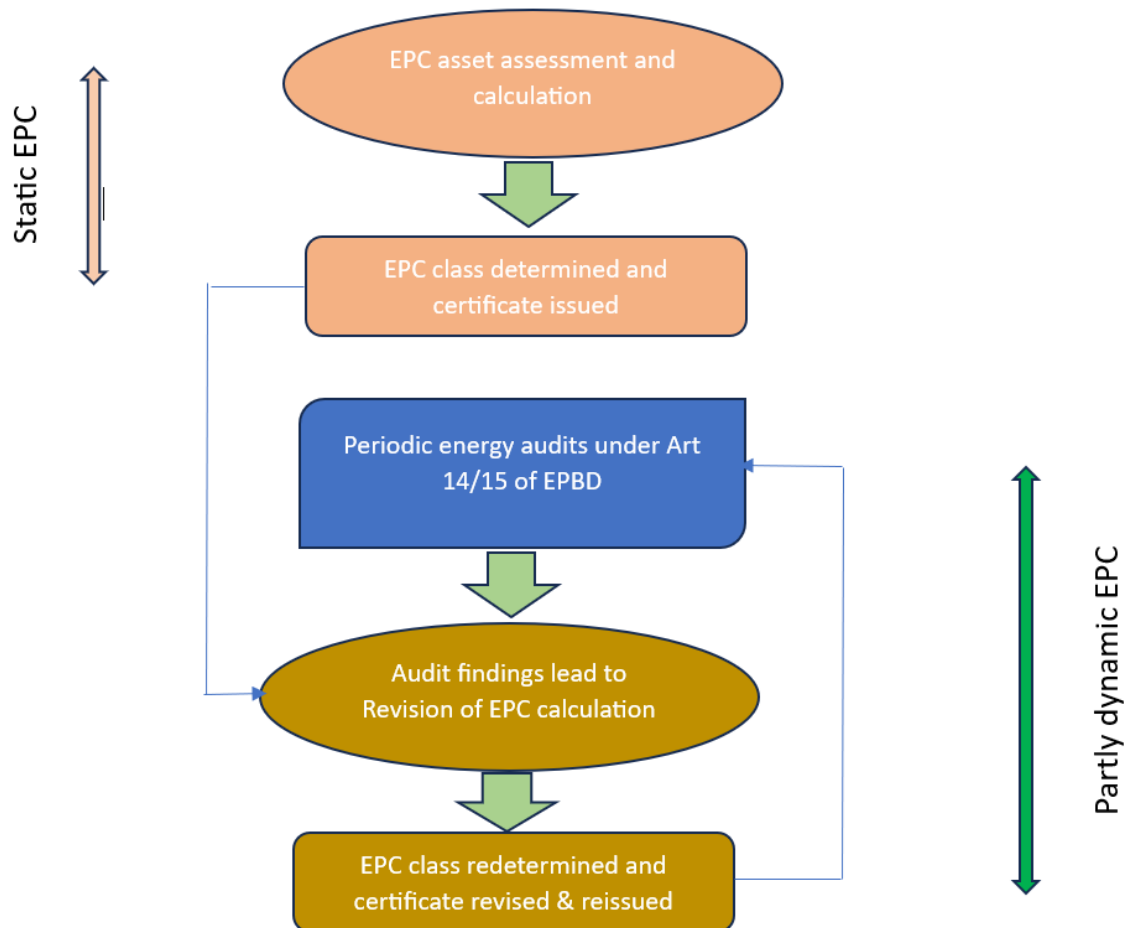 EPC asset assessment and
calculation
Static EPC
EPC class determined and
certificate issued
Periodic energy audits under Art
14/15 of EPBD
Audit findings lead to
Revision of EPC calculation
Partly dynamic EPC
EPC class redetermined and
certificate revised & reissued